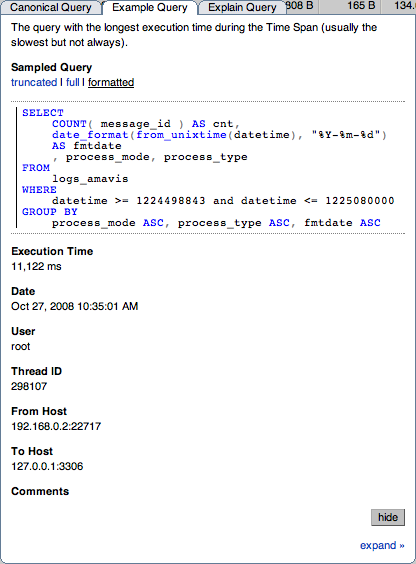 Canonical Query Example Query Explain Query 808 B 165 B 134.
The query with the longest execution time during the Time Span (usually the
slowest but not always).
Sampled Query
truncated | full | formatted
SELECT
COUNT( message_id ) AS cnt,
date_format(from_unixtime(datetime), "%Y-%m-%d")
AS fmtdate
, process_mode, process_type
FROM
logs_amavis
WHERE
datetime >= 1224498843 and datetime <= 1225080000
GROUP BY
process_mode ASC, process_type ASC, fmtdate ASC
Execution Time
11,122 ms
Date
Oct 27, 2008 10:35:01 AM
User
root
Thread ID
298107
From Host
192.168.0.2:22717
To Host
127.0.0.1:3306
Comments
hide
expand »